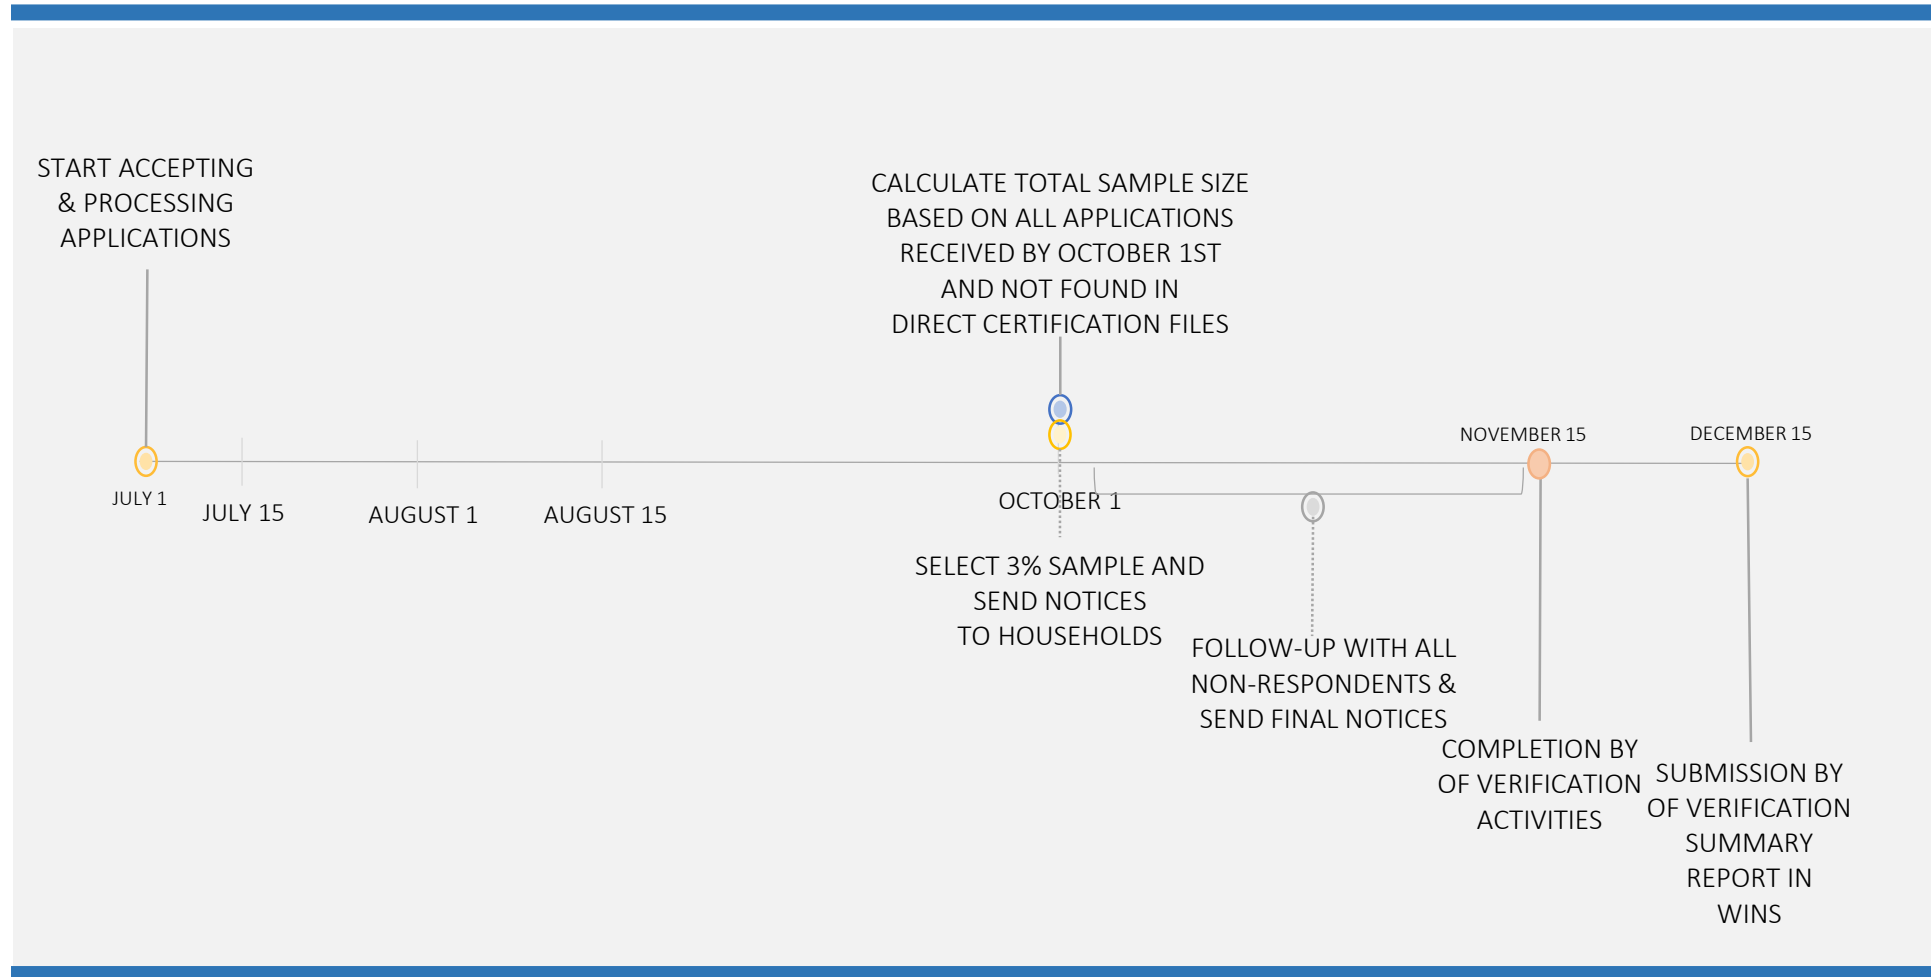 START ACCEPTING
& PROCESSING
APPLICATIONS
CALCULATE TOTAL SAMPLE SIZE
BASED ON ALL APPLICATIONS
RECEIVED BY OCTOBER 1ST
AND NOT FOUND IN
DIRECT CERTIFICATION FILES
JULY 1
JULY 15
AUGUST 1
AUGUST 15
OCTOBER 1
NOVEMBER 15
DECEMBER 15
SELECT 3% SAMPLE AND
SEND NOTICES
TO HOUSEHOLDS
FOLLOW-UP WITH ALL
NON-RESPONDENTS &
SEND FINAL NOTICES
COMPLETION BY
OF VERIFICATION
ACTIVITIES
SUBMISSION BY
OF VERIFICATION
SUMMARY
REPORT IN
WINS